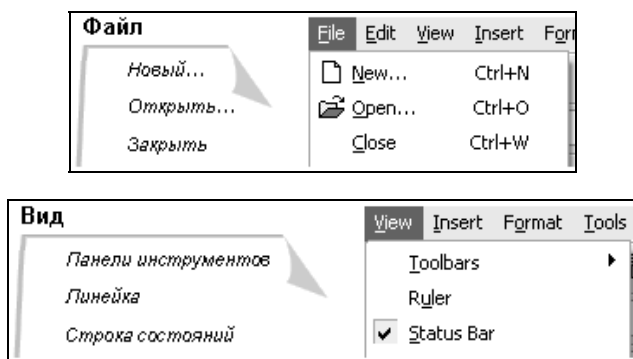 Файл
Новый...
Открыть...
Закрыть
File Edit View Insert
New... Ctrl+N
Open... Ctrl+O
Close Ctrl+W
Вид
Панели инструментов
Линейка
Строка состояний
View Insert Format Tools
Toolbars
Ruler
Status Bar